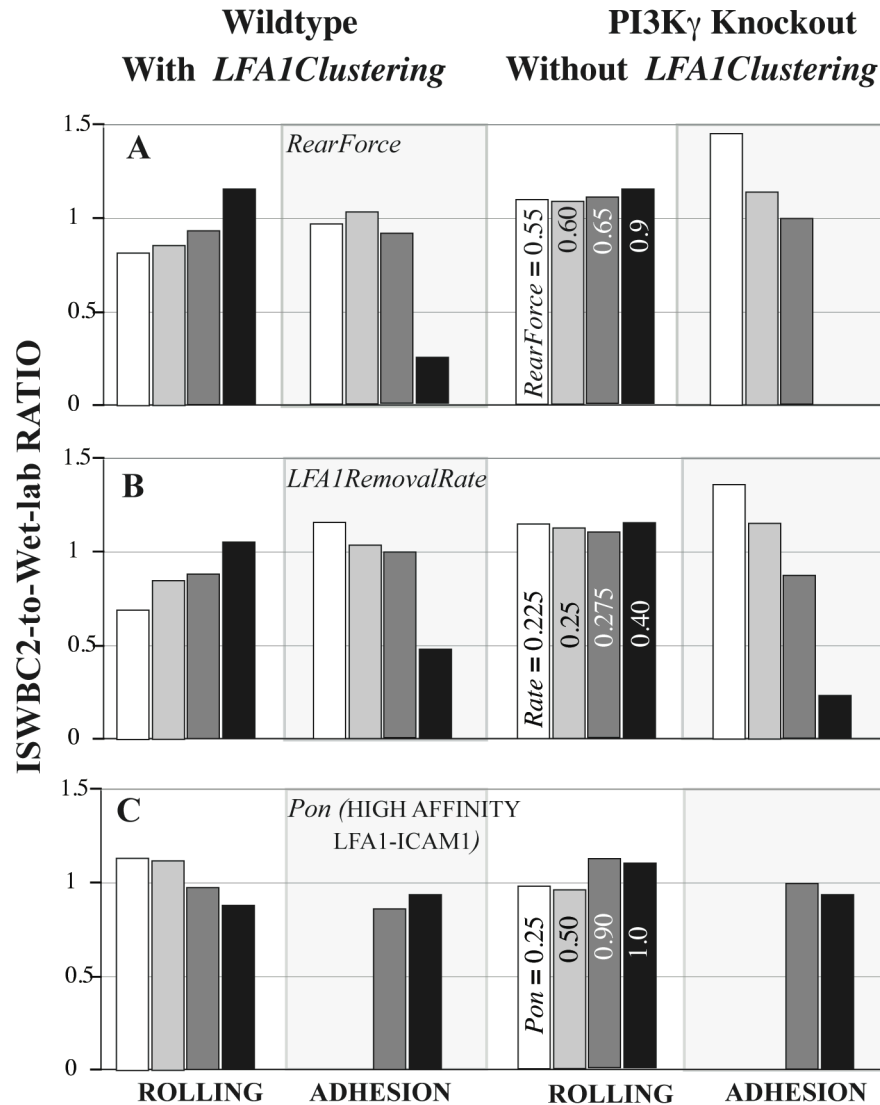 Wildtype
With LFA1Clustering
PI3Kγ Knockout
Without LFA1Clustering
ISWBC2-to-Wet-lab RATIO
1.5
1
0.5
0
A
RearForce
RearForce = 0.55
0.60
0.65
0.9
1.5
1
0.5
0
B
LFA1RemovalRate
Rate = 0.225
0.25
0.275
0.40
1.5
1
0.5
0
C
Pon (HIGH AFFINITY
LFA1-ICAM1)
Pon = 0.25
0.50
0.90
1.0
ROLLING ADHESION ROLLING ADHESION